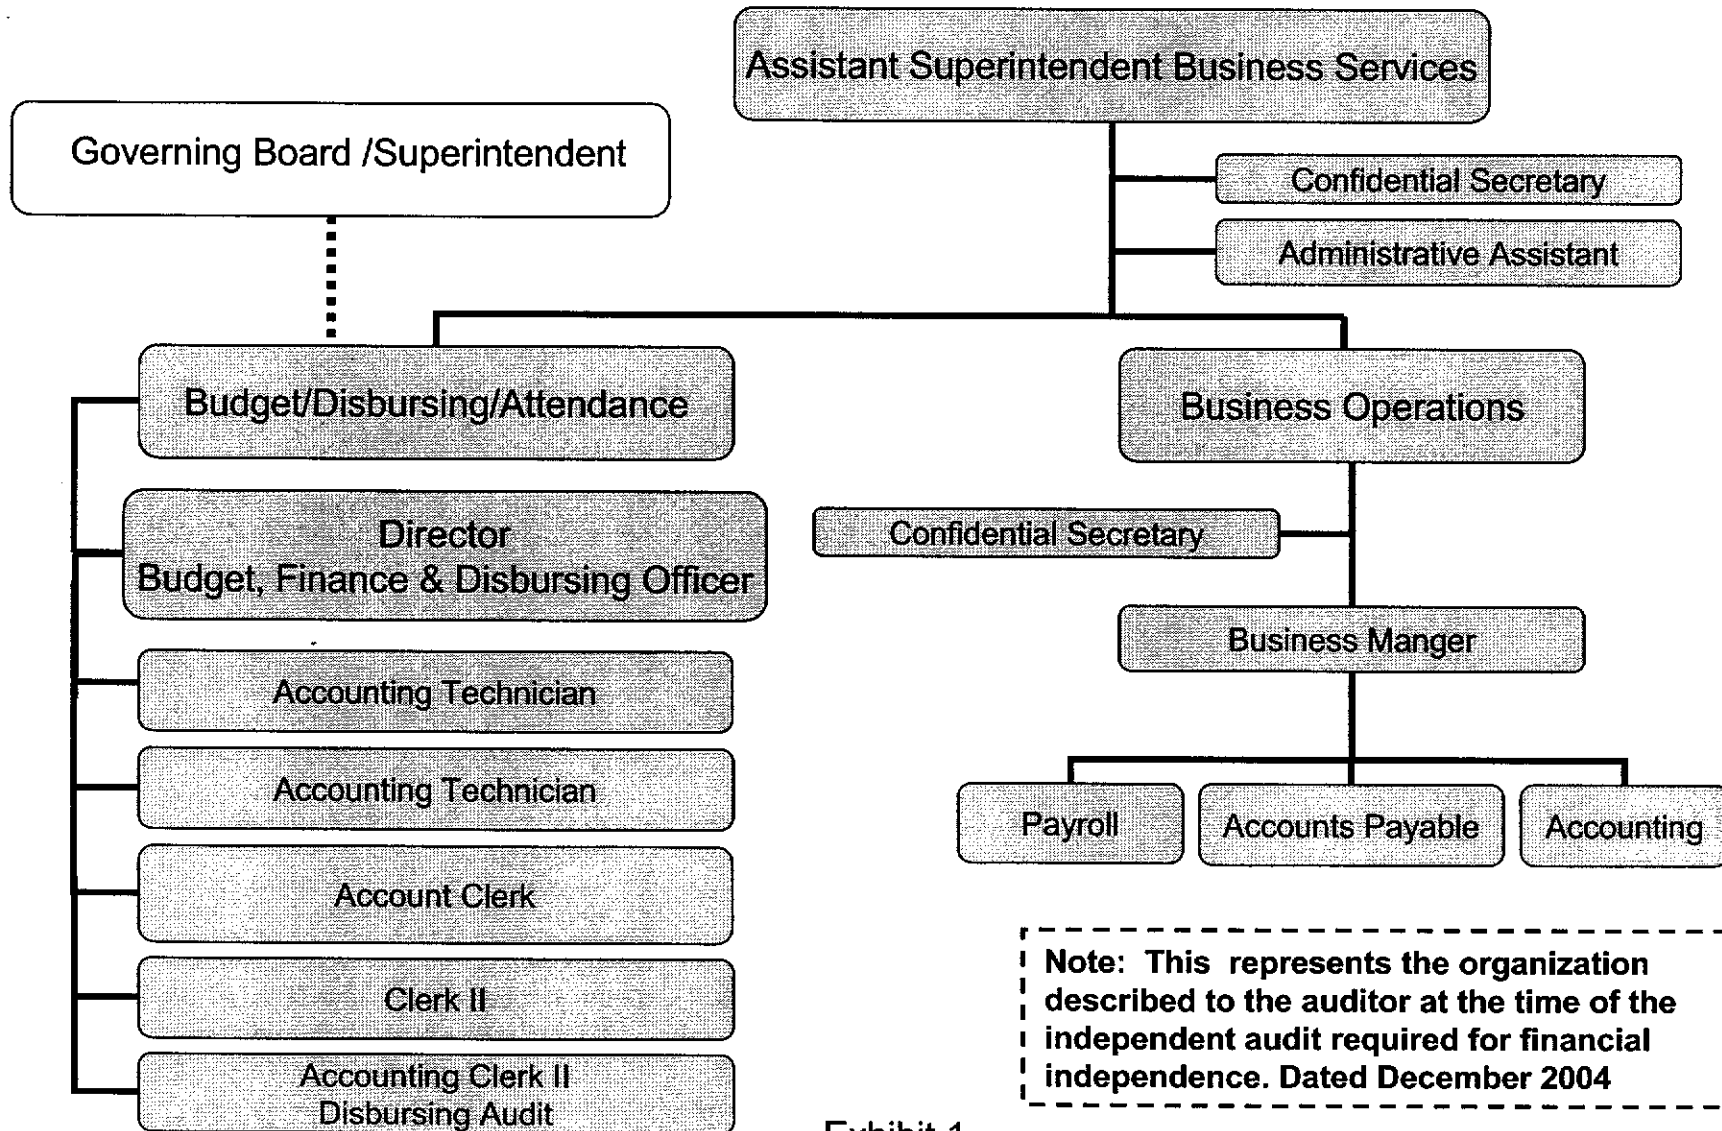 Assistant Superintendent Business Services
Governing Board /Superintendent
Confidential Secretary
Administrative Assistant
Budget/Disbursing/Attendance
Business Operations
Director
Budget, Finance & Disbursing Officer
Confidential Secretary
Business Manger
Accounting Technician
Accounting Technician
Payroll
Accounts Payable
Accounting
Account Clerk
Clerk II
Accounting Clerk II
Disbursing Audit
Note: This represents the organization
described to the auditor at the time of the
independent audit required for financial
independence. Dated December 2004
Exhibit 1